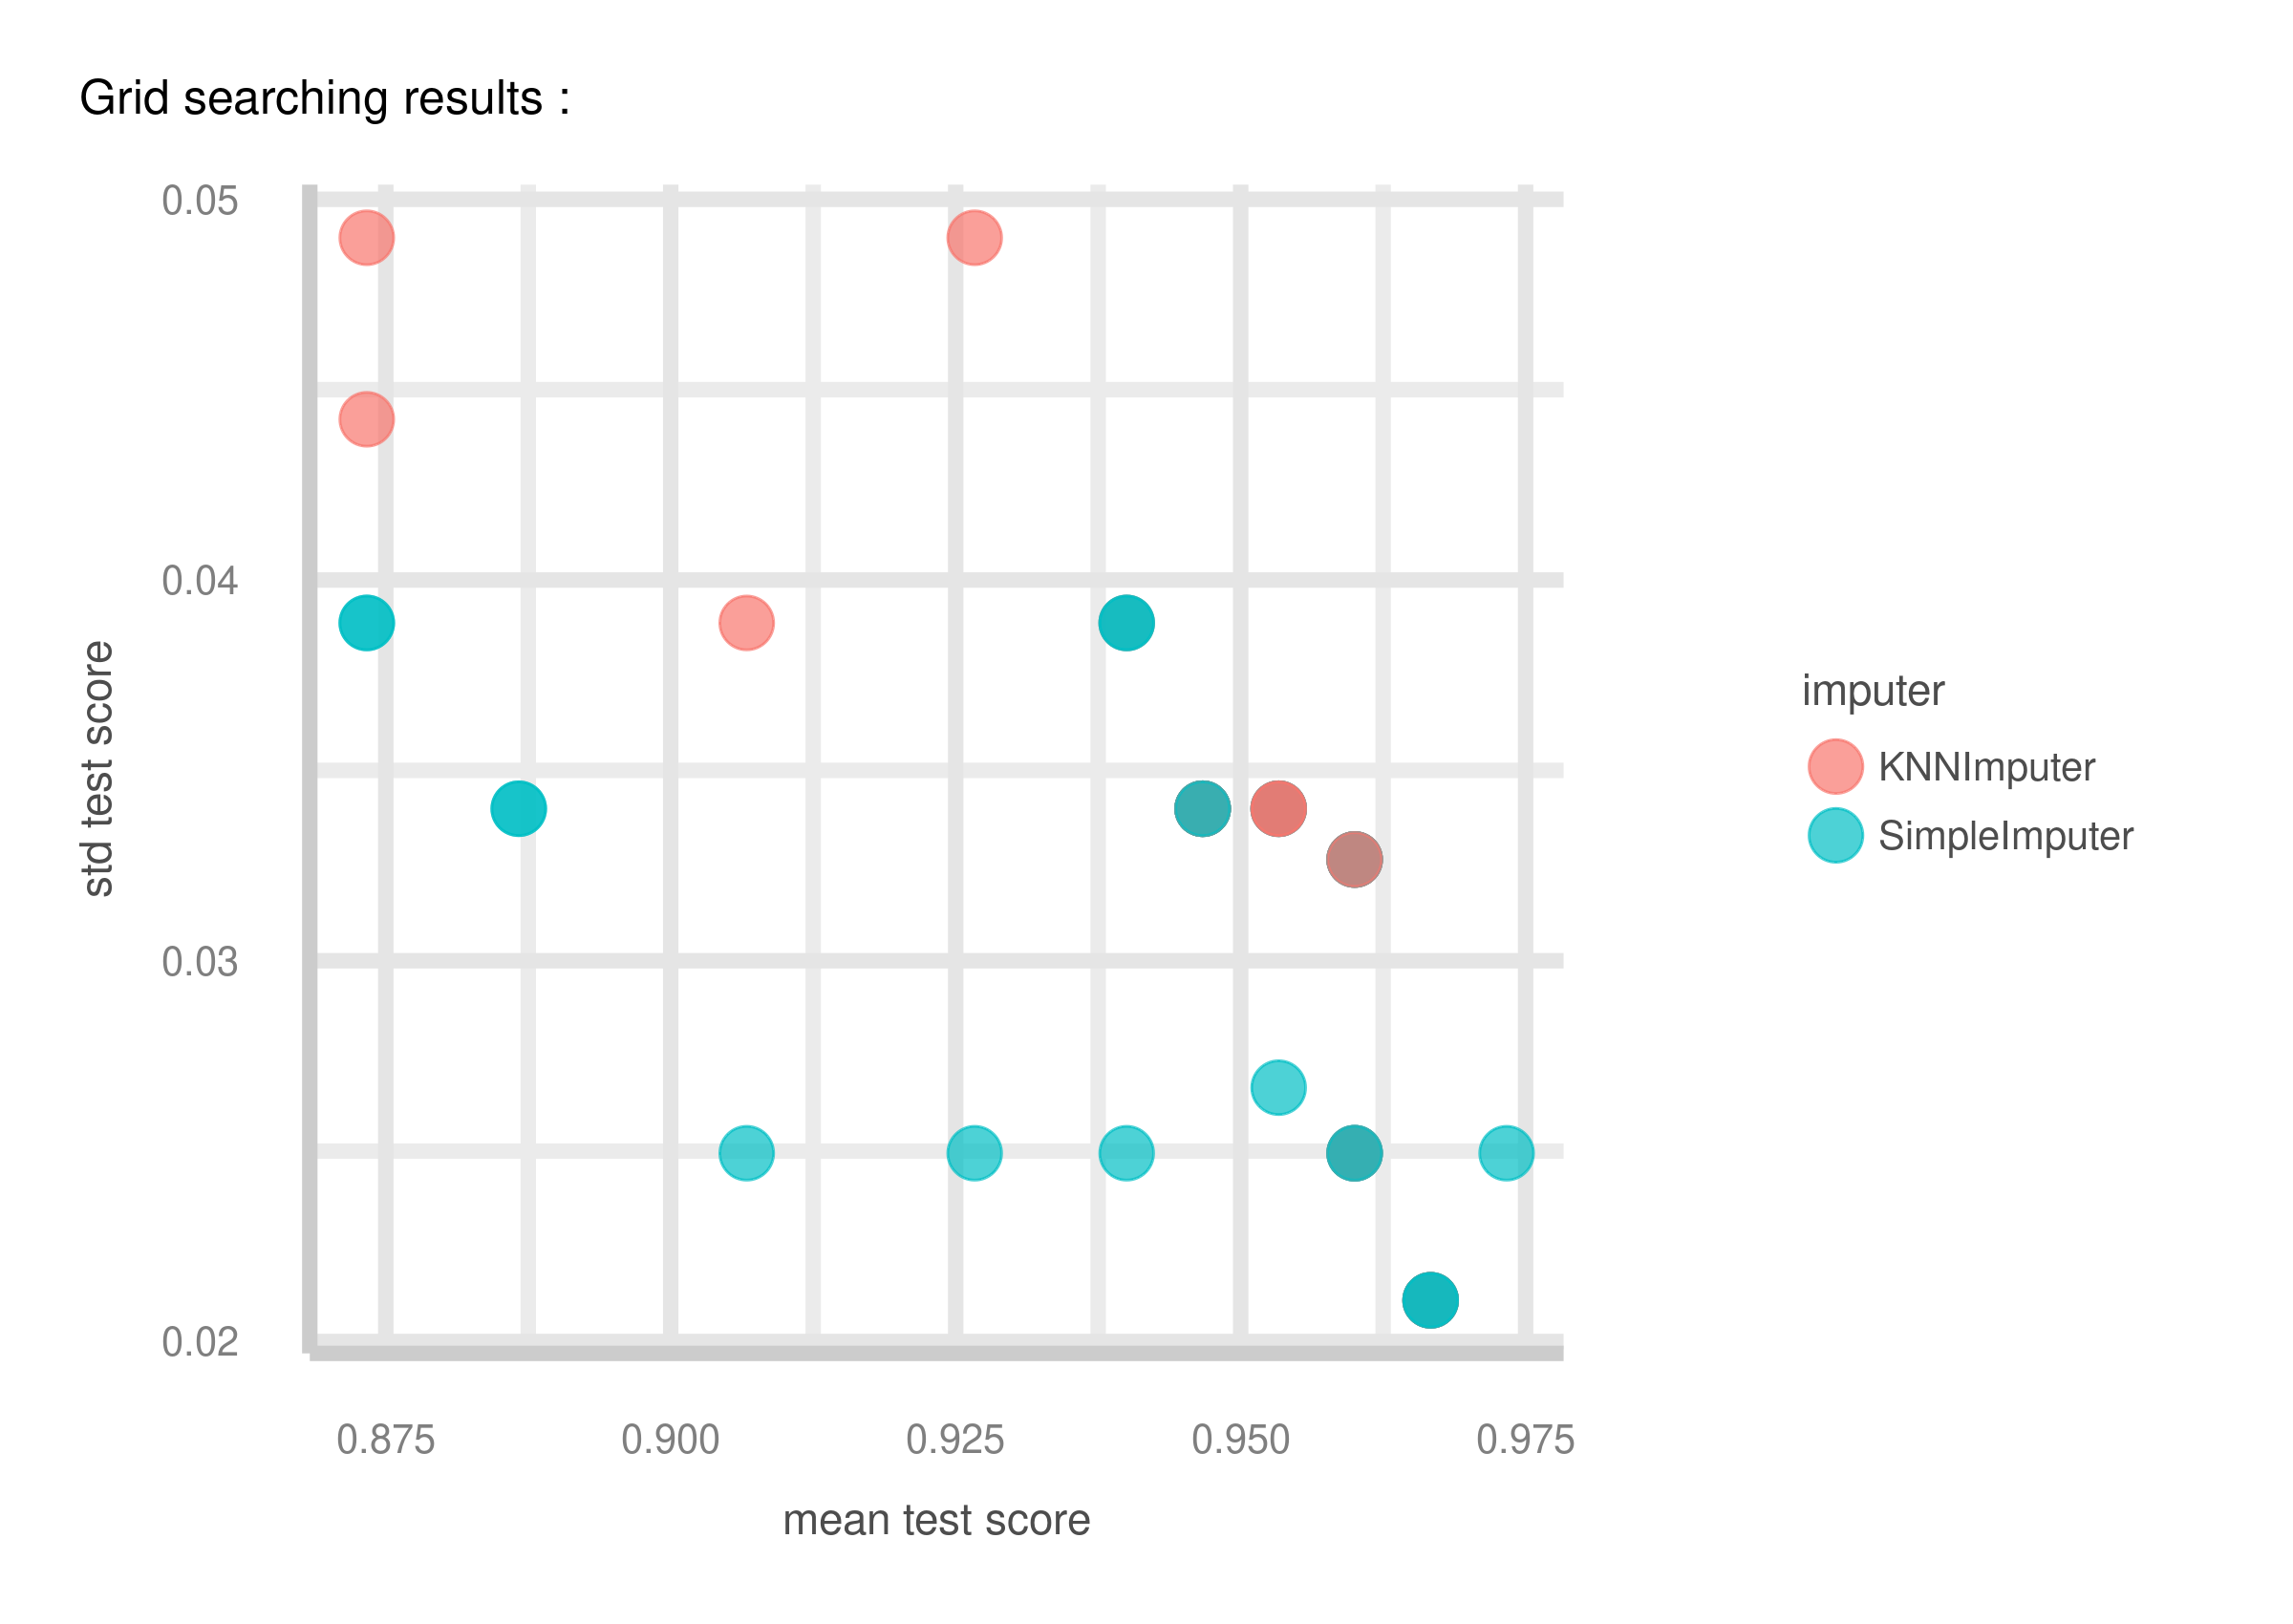 Grid searching results :
0.05
0.04
0.03
0.02
std test score
0.875 0.900 0.925 0.950 0.975
mean test score
imputer
KNNImputer
SimpleImputer